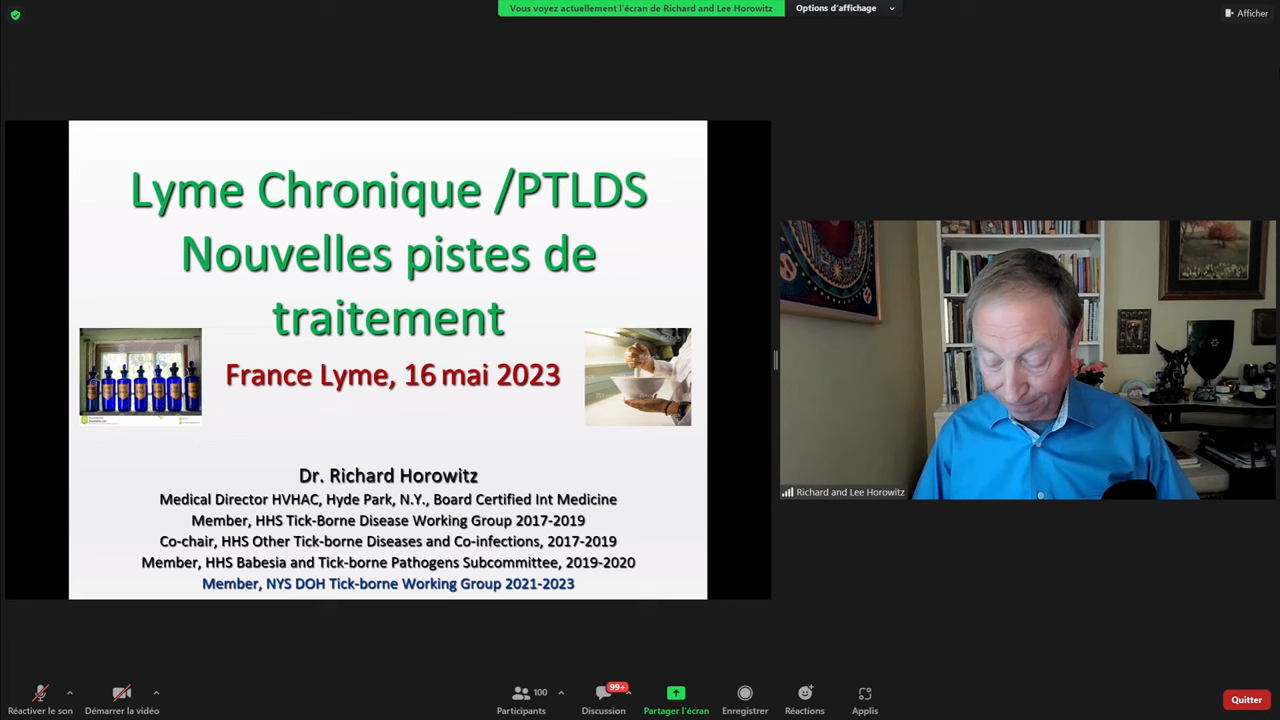 Vous voyez actuellement l'écran de Richard and Lee Horowitz
Options d'affichage
Afficher
Lyme Chronique /PTLDS
Nouvelles pistes de
traitement
France Lyme, 16 mai 2023
Dr. Richard Horowitz
Medical Director HVHAC, Hyde Park, N.Y., Board Certified Int Medicine
Member, HHS Tick-Borne Disease Working Group 2017-2019
Co-chair, HHS Other Tick-borne Diseases and Co-infections, 2017-2019
Member, HHS Babesia and Tick-borne Pathogens Subcommittee, 2019-2020
Member, NYS DOH Tick-borne Working Group 2021-2023
Richard and Lee Horowitz
Réactiver le son
Démarrer la vidéo
100
Participants
99+
Discussion
Partager l'écran
Enregistrer
Réactions
Applis
Quitter